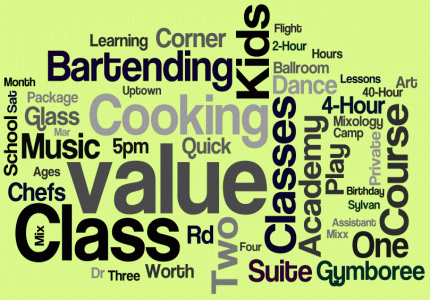 Learning Corner
Kids
Flight
2-Hour
Hours
Bartending
Ballroom
Dance
Lessons
Art
Month
Sat
School
Package
Uptown
Cooking
4-Hour
40-Hour
Glass
Mar
Music
5pm
Quick
Classes
Academy
Play
Mixology
Camp
Private
Course
Ages
Chefs
value
Birthday
Sylvan
Class
Mix
Rd
Two
Four
Assistant
Mixx
One
Dr
Three
Worth
Suite
Gymboree